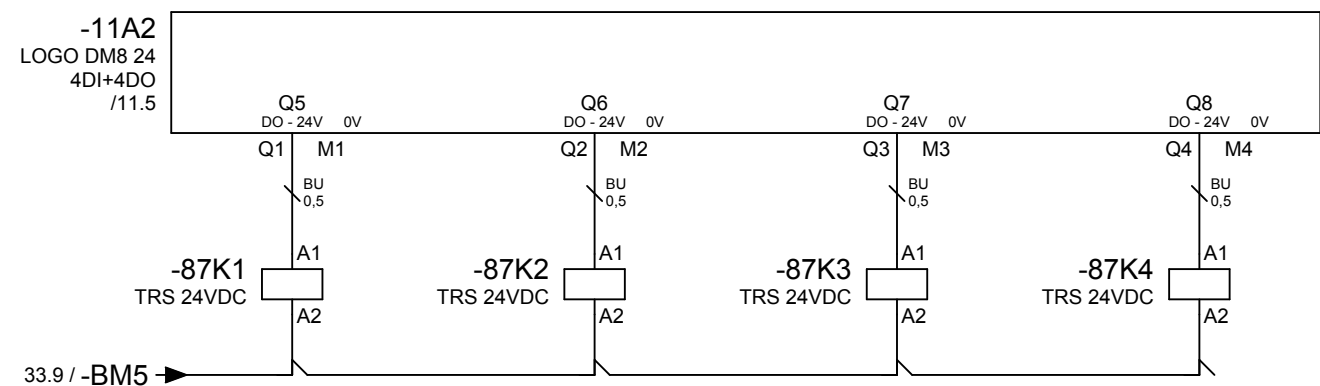 -11A2
LOGO DM8 24
4DI+4DO
/11.5
Q5 Q6 Q7 Q8
DO - 24V 0V DO - 24V 0V DO - 24V 0V DO - 24V 0V
Q1 M1 Q2 M2 Q3 M3 Q4 M4
BU BU BU BU
0,5 0,5 0,5 0,5
A1 A1 A1 A1
-87K1 -87K2 -87K3 -87K4
TRS 24VDC TRS 24VDC TRS 24VDC TRS 24VDC
A2 A2 A2 A2
33.9 / -BM5